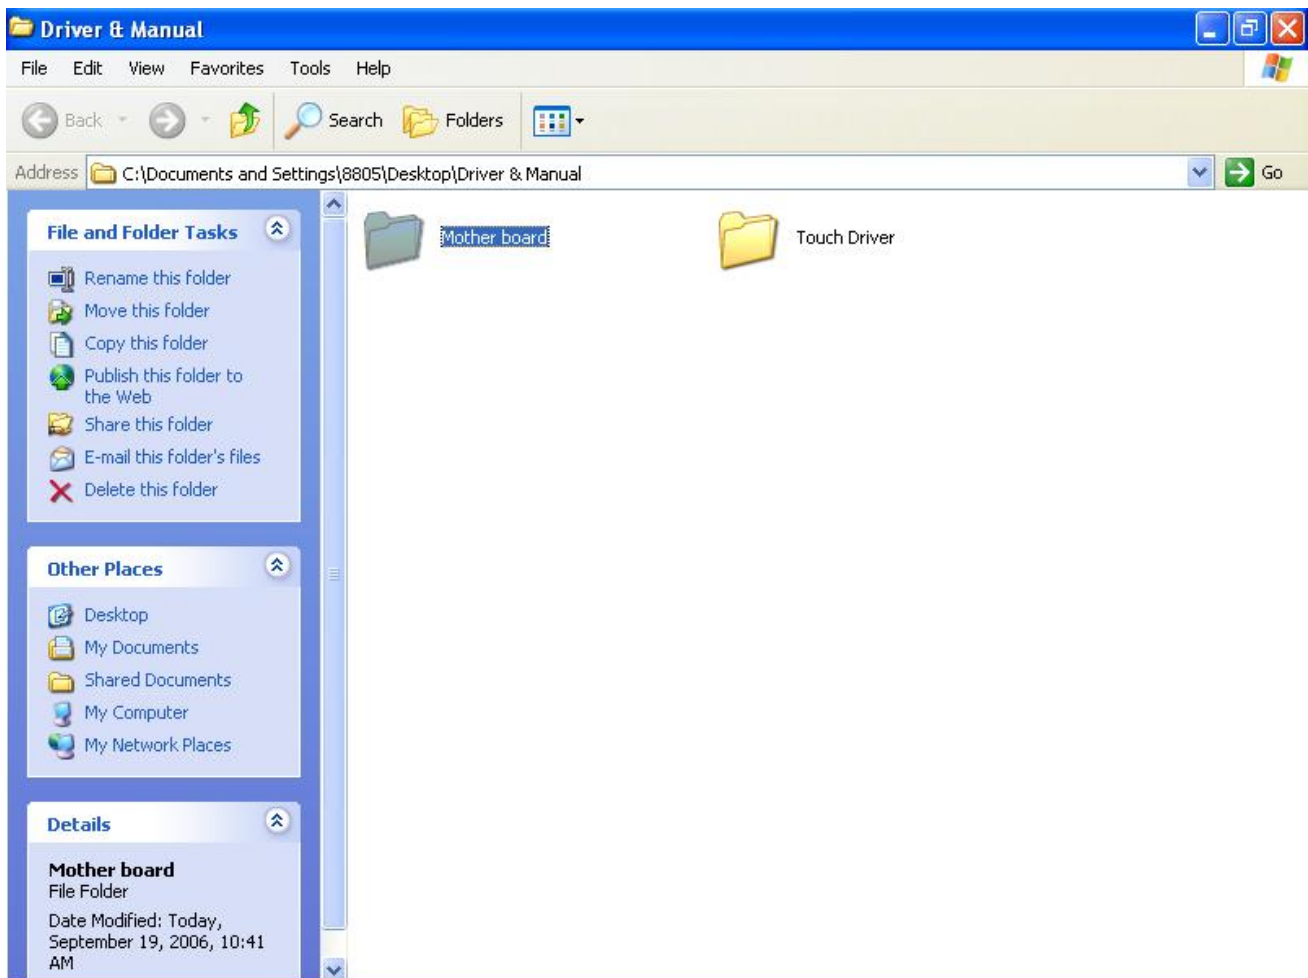 Driver & Manual
File Edit View Favorites Tools Help
Back Search Folders
Address C:\Documents and Settings\8805\Desktop\Driver & Manual Go
File and Folder Tasks
Rename this folder
Move this folder
Copy this folder
Publish this folder to
the Web
Share this folder
E-mail this folder's files
Delete this folder
Other Places
Desktop
My Documents
Shared Documents
My Computer
My Network Places
Details
Mother board
File Folder
Date Modified: Today,
September 19, 2006, 10:41
AM
Mother board
Touch Driver